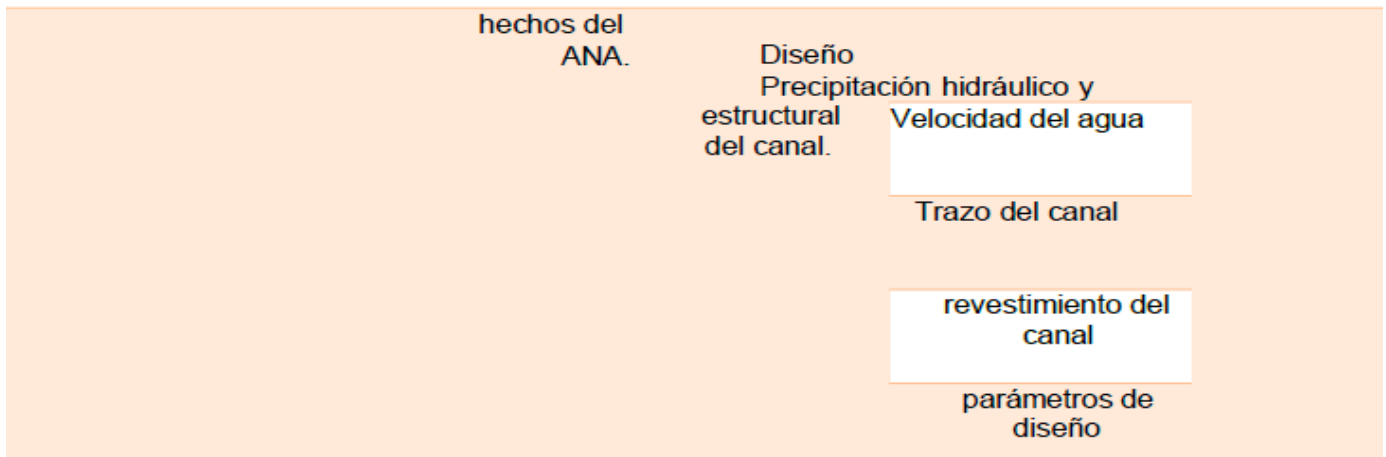 hechos del
ANA.
Diseño
Precipitación hidráulico y
estructural
del canal.
Velocidad del agua
Trazo del canal
revestimiento del
canal
parámetros de
diseño